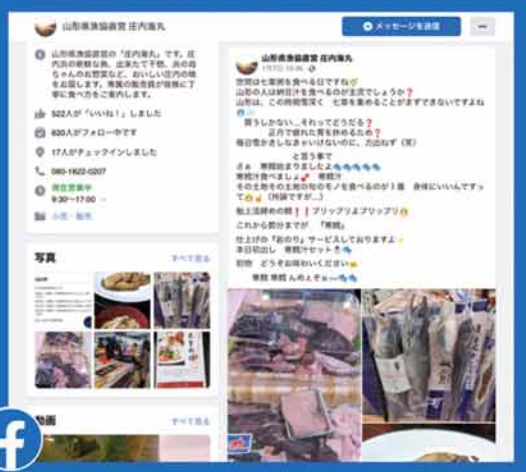 山形県漁協直営 庄内海丸
メッセージを送信
山形県漁協直営の「庄内海丸」です。庄
内浜の新鮮な魚、出来たて干物、浜の母
ちゃんのお惣菜など、おいしい庄内の味
をお届します。専属の販売員が皆様に丁
寧に食べ方をご案内します。
522人が「いいね！」しました
620人がフォロー中です
17人がチェックインしました
080-1822-0207
現在営業中
9:30～17:00
小売・販売
写真
すべて見る
動画
すべて見る
山形県漁協直営 庄内海丸
世間は七草粥を食べる日ですね
山形の人は納豆汁を食べるのが主流でしょうか？
山形は、この時期雪深く 七草を集めることがまずできないですよね
買うしかない…それってどうだろ？
正月で疲れた胃を休めるため？
毎日雪かきしなきゃいけないのに、力出ねず（笑）
と言う事で
さぁ 寒鱈始まりましたよ
寒鱈汁食べましょ 寒鱈汁
その土地その土地の旬のモノを食べるのが１番 身体にいいんですっ
て （持論ですが…）
船上活締めの鱈！！プリップリよプリップリ
これから節分までが 『寒鱈』
仕上げの『岩のり』サービスしておりますよ
本日初出し 寒鱈汁セット
初物 どうぞお味わいください
寒鱈 寒鱈 んめぇぞぉ〜
f